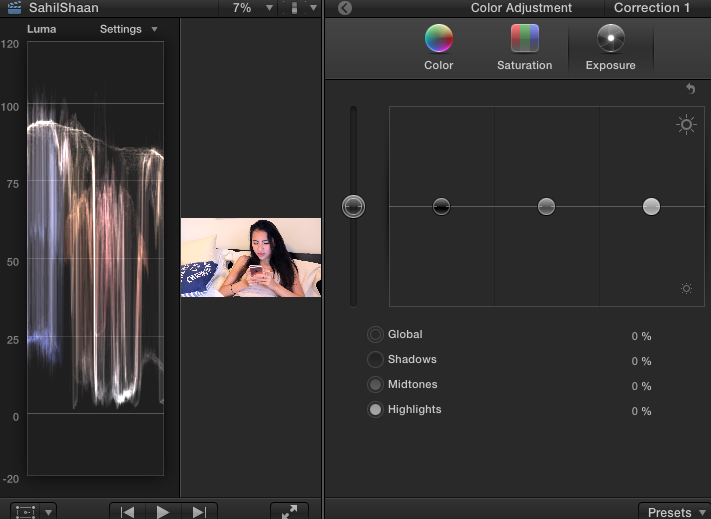 SahilShaan 7% Color Adjustment Correction 1
Luma Settings
Color Saturation Exposure
120
100
75
50
25
0
-20
Global 0 %
Shadows 0 %
Midtones 0 %
Highlights 0 %
Presets